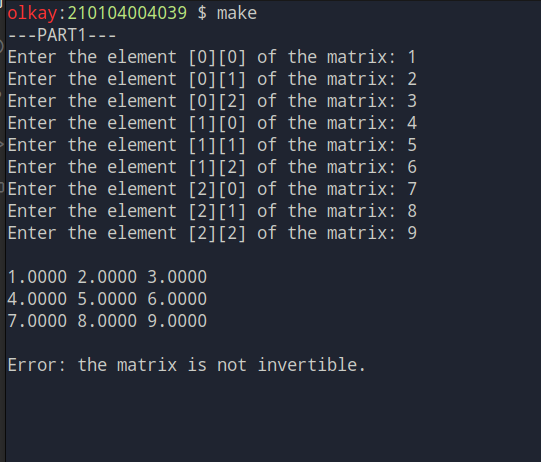 olkay:210104004039 $ make
---PART1---
Enter the element [0][0] of the matrix: 1
Enter the element [0][1] of the matrix: 2
Enter the element [0][2] of the matrix: 3
Enter the element [1][0] of the matrix: 4
Enter the element [1][1] of the matrix: 5
Enter the element [1][2] of the matrix: 6
Enter the element [2][0] of the matrix: 7
Enter the element [2][1] of the matrix: 8
Enter the element [2][2] of the matrix: 9
1.0000 2.0000 3.0000
4.0000 5.0000 6.0000
7.0000 8.0000 9.0000
Error: the matrix is not invertible.